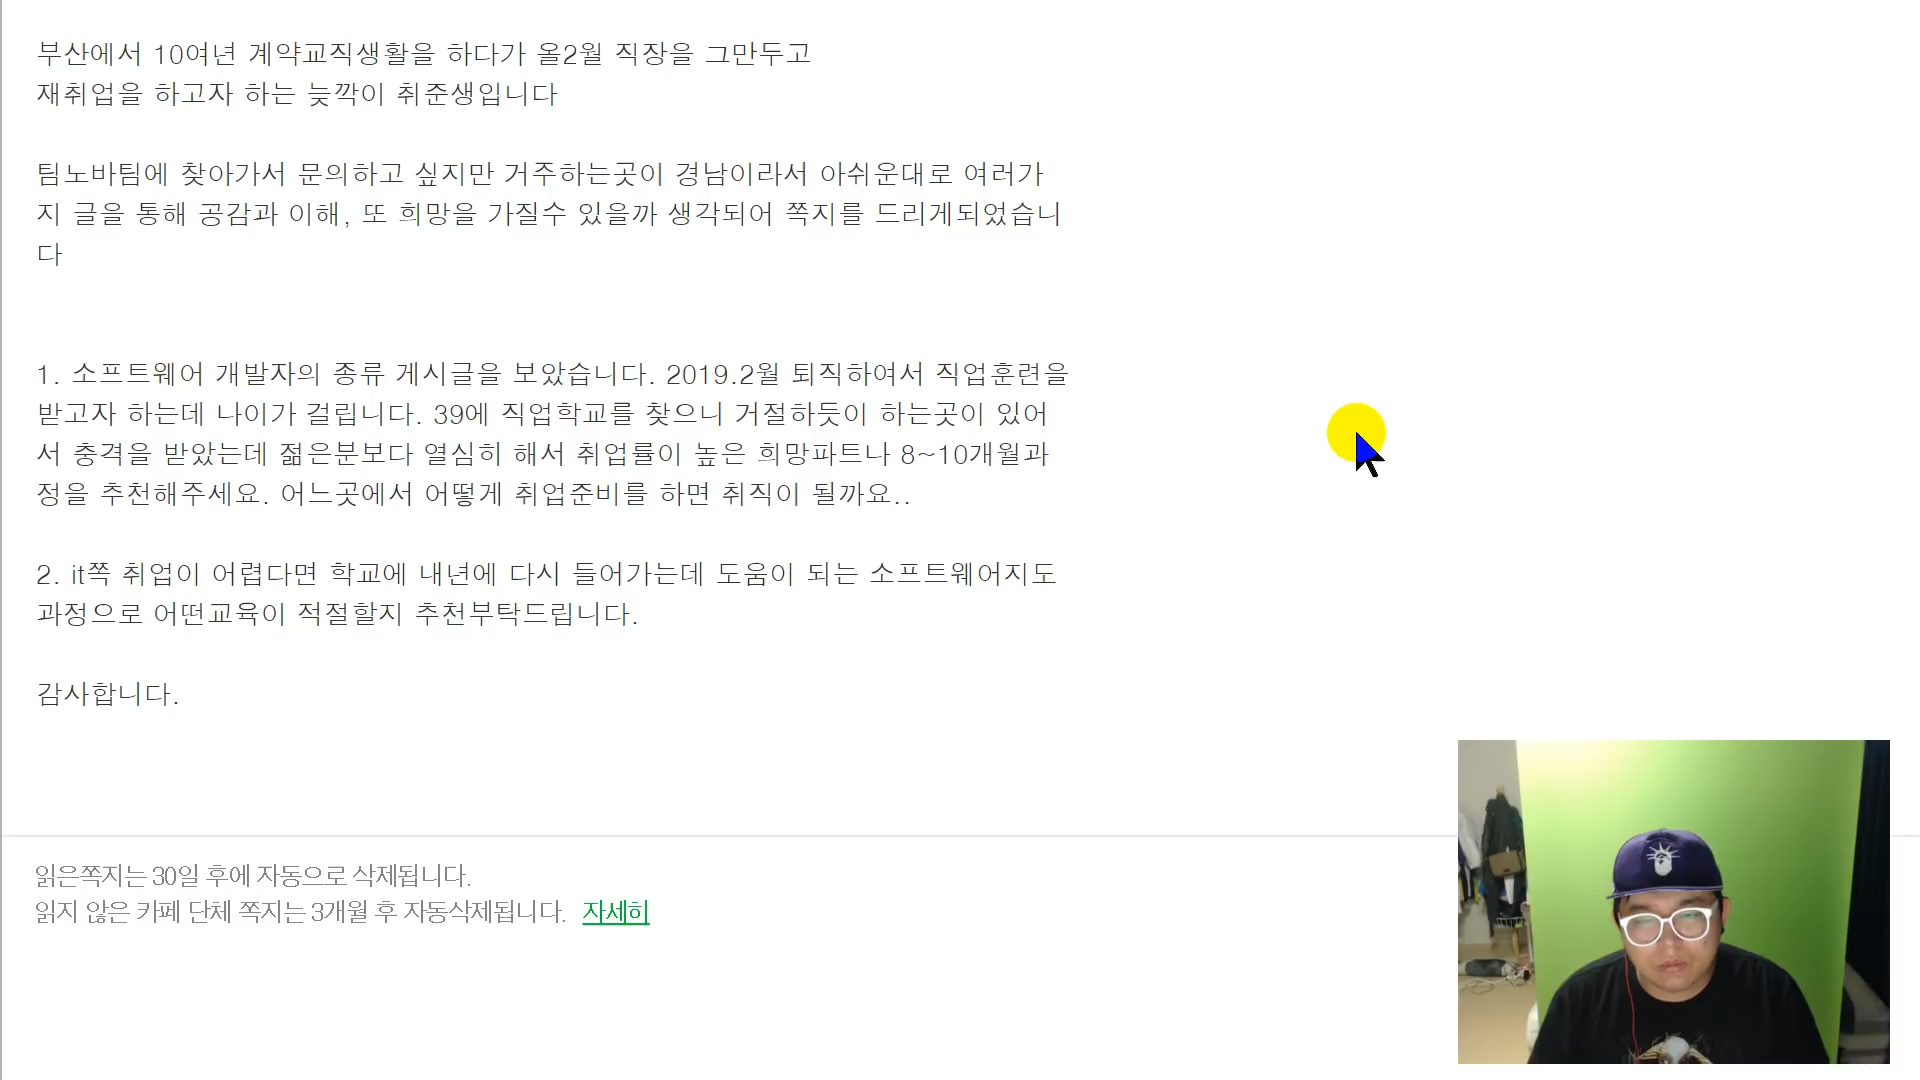 부산에서 10여년 계약교직생활을 하다가 올2월 직장을 그만두고
재취업을 하고자 하는 늦깍이 취준생입니다
팀노바팀에 찾아가서 문의하고 싶지만 거주하는곳이 경남이라서 아쉬운대로 여러가
지 글을 통해 공감과 이해, 또 희망을 가질수 있을까 생각되어 쪽지를 드리게되었습니
다
1. 소프트웨어 개발자의 종류 게시글을 보았습니다. 2019.2월 퇴직하여서 직업훈련을
받고자 하는데 나이가 걸립니다. 39에 직업학교를 찾으니 거절하듯이 하는곳이 있어
서 충격을 받았는데 젊은분보다 열심히 해서 취업률이 높은 희망파트나 8~10개월과
정을 추천해주세요. 어느곳에서 어떻게 취업준비를 하면 취직이 될까요..
2. it쪽 취업이 어렵다면 학교에 내년에 다시 들어가는데 도움이 되는 소프트웨어지도
과정으로 어떤교육이 적절할지 추천부탁드립니다.
감사합니다.
읽은쪽지는 30일 후에 자동으로 삭제됩니다.
읽지 않은 카페 단체 쪽지는 3개월 후 자동삭제됩니다. 자세히